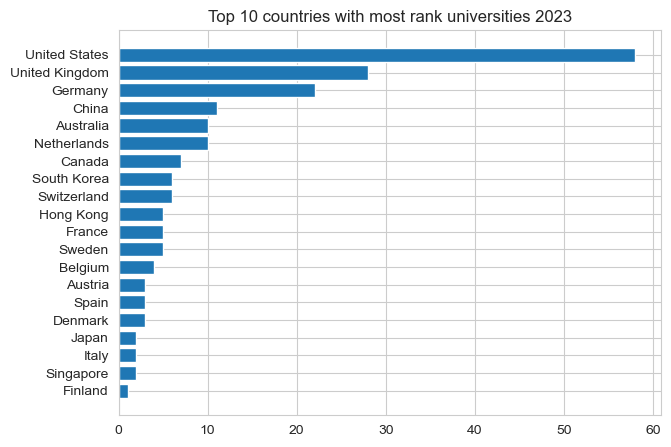 Top 10 countries with most rank universities 2023
United States
United Kingdom
Germany
China
Australia
Netherlands
Canada
South Korea
Switzerland
Hong Kong
France
Sweden
Belgium
Austria
Spain
Denmark
Japan
Italy
Singapore
Finland
0 10 20 30 40 50 60